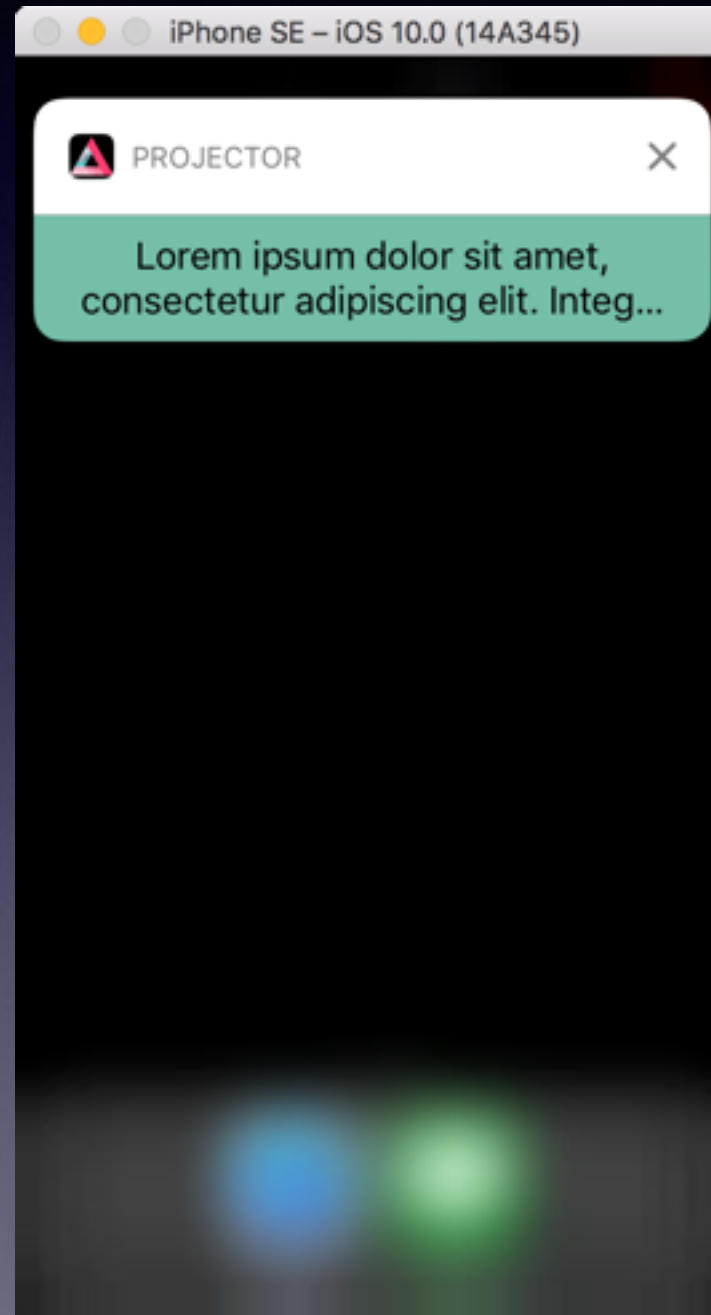 iPhone SE – iOS 10.0 (14A345)
PROJECTOR
Lorem ipsum dolor sit amet,
consectetur adipiscing elit. Integ...